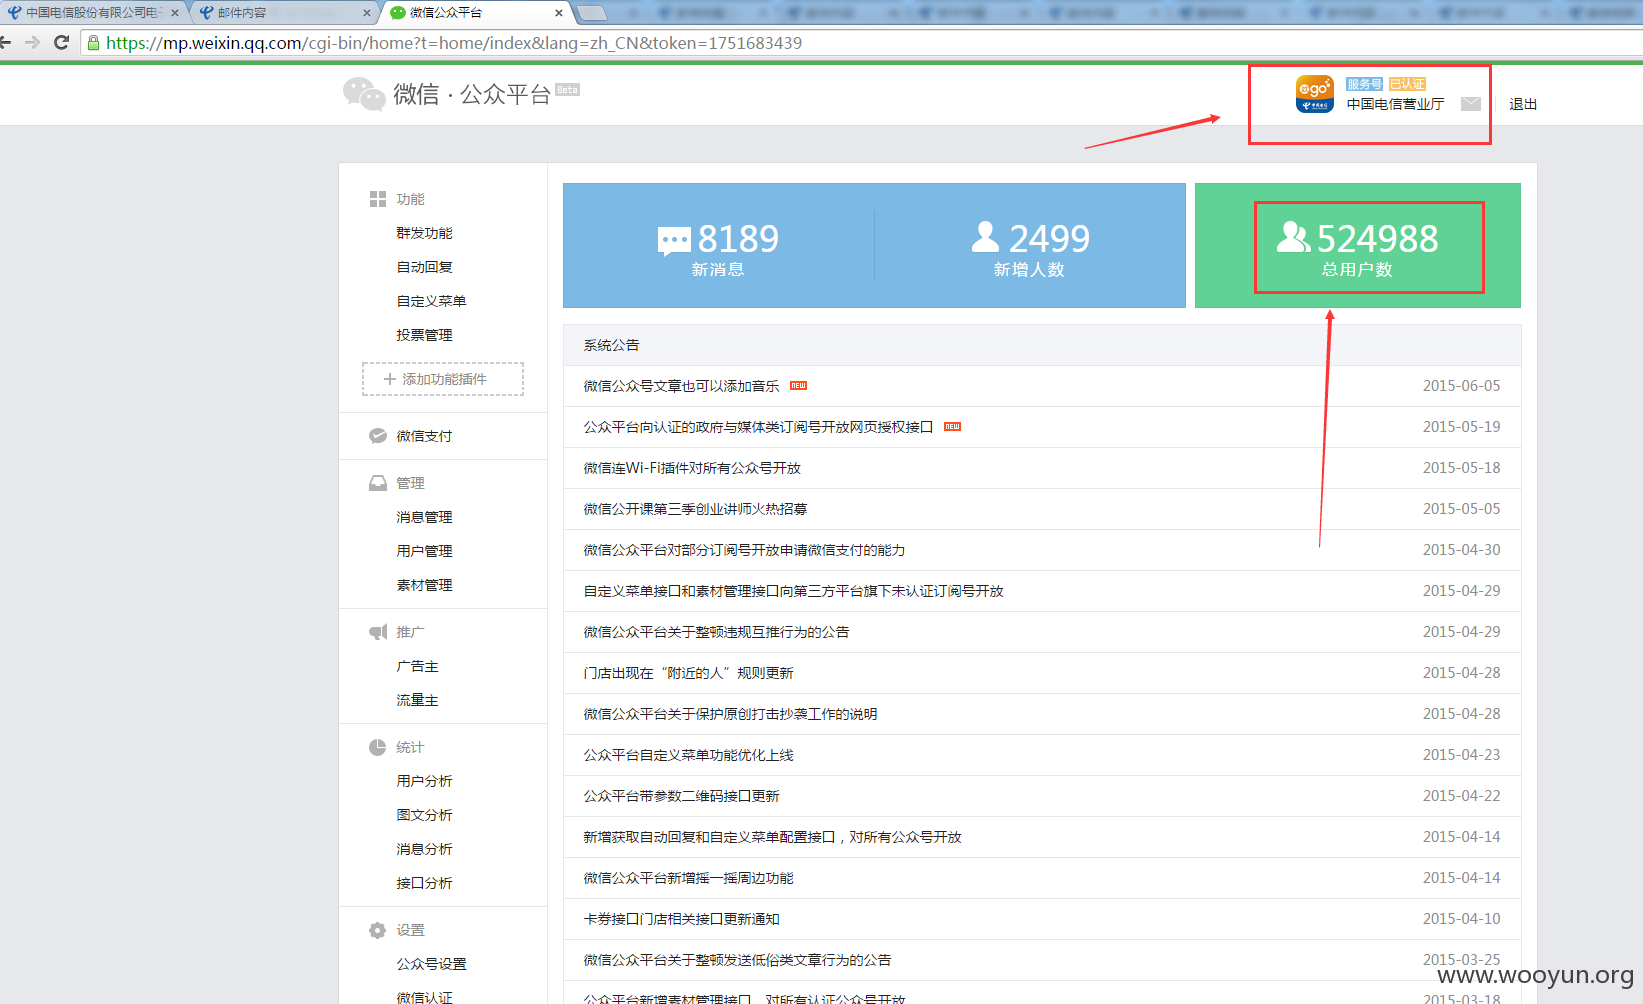 中国电信股份有限公司电子
邮件内容
微信公众平台
https://mp.weixin.qq.com/cgi-bin/home?t=home/index&lang=zh_CN&token=1751683439
微信·公众平台 Beta
服务号 已认证
中国电信营业厅
退出
功能
群发功能
自动回复
自定义菜单
投票管理
+ 添加功能插件
微信支付
管理
消息管理
用户管理
素材管理
推广
广告主
流量主
统计
用户分析
图文分析
消息分析
接口分析
设置
公众号设置
微信认证
8189
新消息
2499
新增人数
524988
总用户数
系统公告
微信公众号文章也可以添加音乐 NEW 2015-06-05
公众平台向认证的政府与媒体类订阅号开放网页授权接口 NEW 2015-05-19
微信连Wi-Fi插件对所有公众号开放 2015-05-18
微信公开课第三季创业讲师火热招募 2015-05-05
微信公众平台对部分订阅号开放申请微信支付的能力 2015-04-30
自定义菜单接口和素材管理接口向第三方平台旗下未认证订阅号开放 2015-04-29
微信公众平台关于整顿违规互推行为的公告 2015-04-29
门店出现在“附近的人”规则更新 2015-04-28
微信公众平台关于保护原创打击抄袭工作的说明 2015-04-28
公众平台自定义菜单功能优化上线 2015-04-23
公众平台带参数二维码接口更新 2015-04-22
新增获取自动回复和自定义菜单配置接口，对所有公众号开放 2015-04-14
微信公众平台新增摇一摇周边功能 2015-04-14
卡券接口门店相关接口更新通知 2015-04-10
微信公众平台关于整顿发送低俗类文章行为的公告 2015-03-25
微信公众平台新增素材管理接口，对所有认证公众号开放 2015-03-18
www.wooyun.org